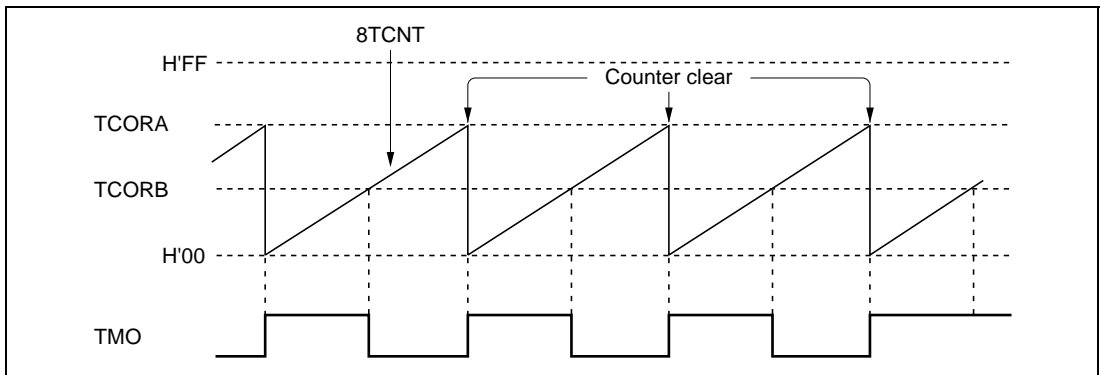 8TCNT
H'FF
Counter clear
TCORA
TCORB
H'00
TMO